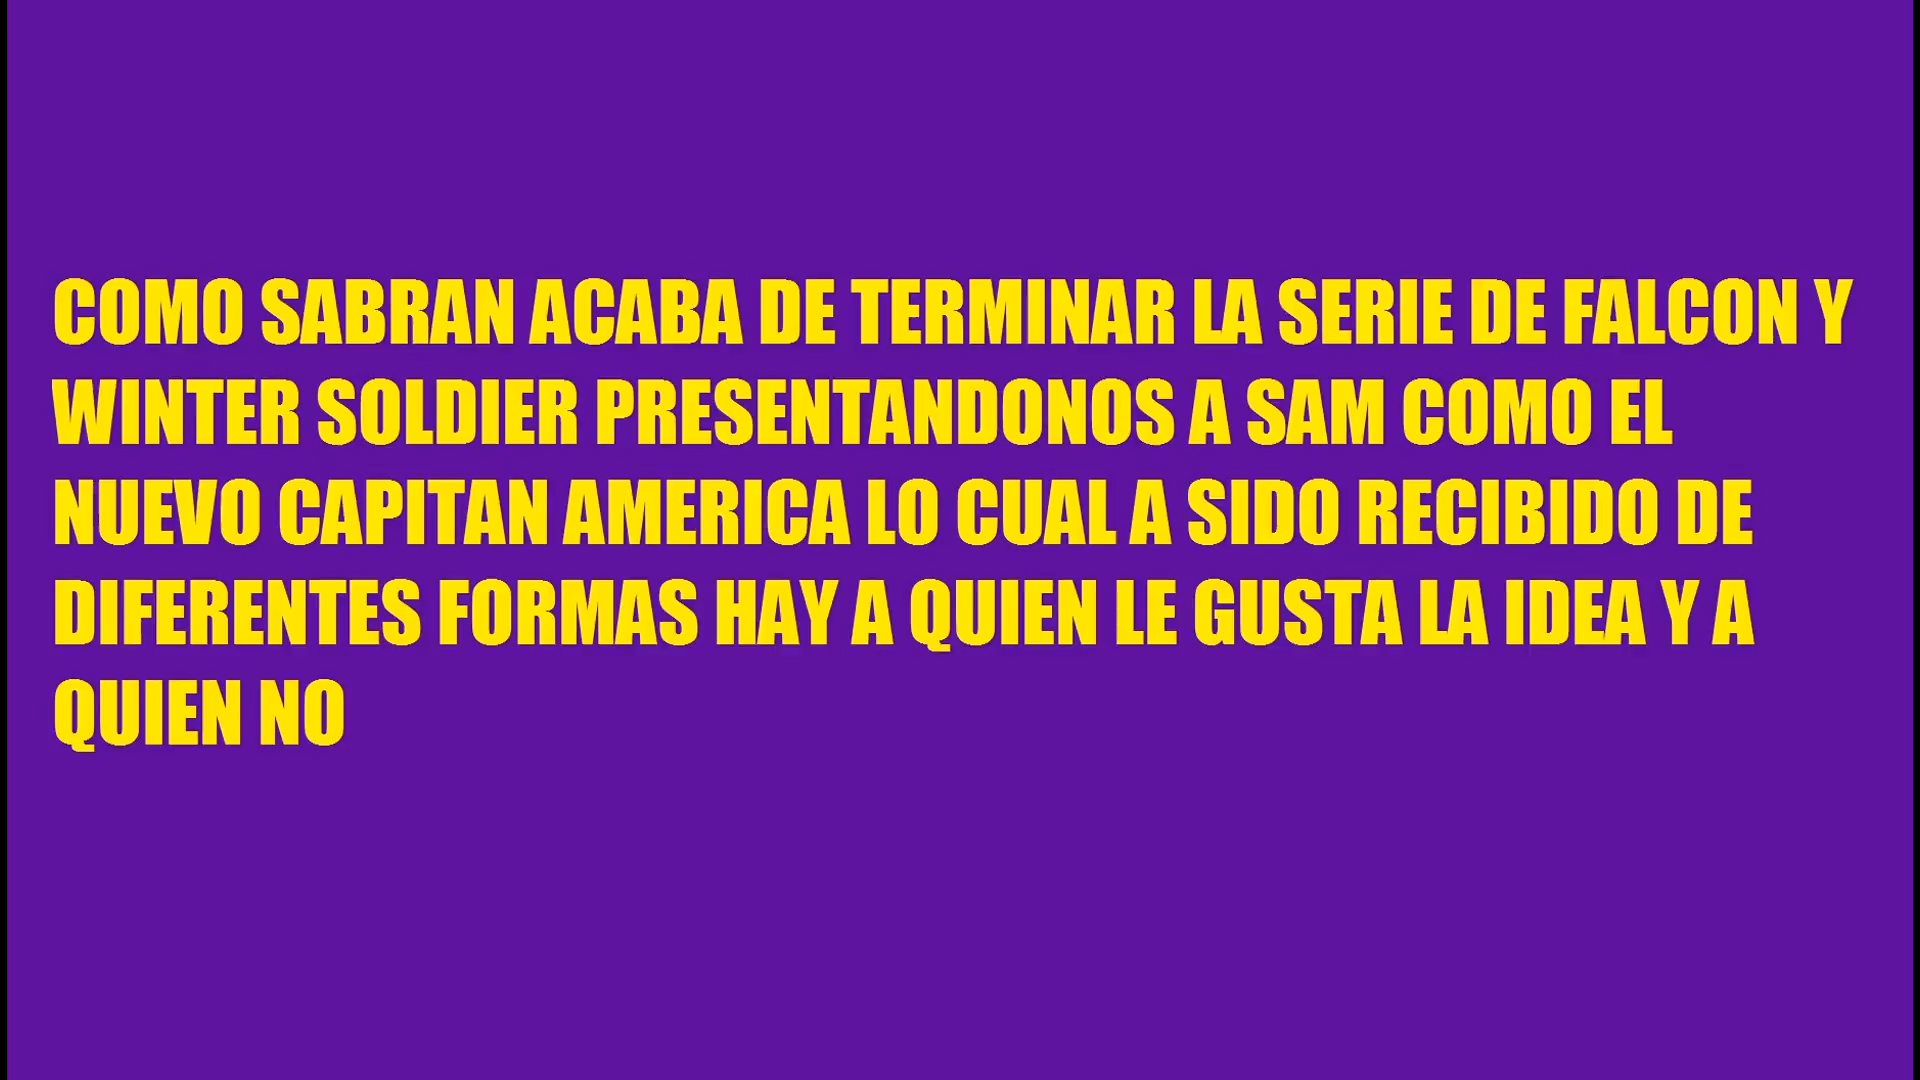 COMO SABRAN ACABA DE TERMINAR LA SERIE DE FALCON Y
WINTER SOLDIER PRESENTANDONOS A SAM COMO EL
NUEVO CAPITAN AMERICA LO CUAL A SIDO RECIBIDO DE
DIFERENTES FORMAS HAY A QUIEN LE GUSTA LA IDEA Y A
QUIEN NO